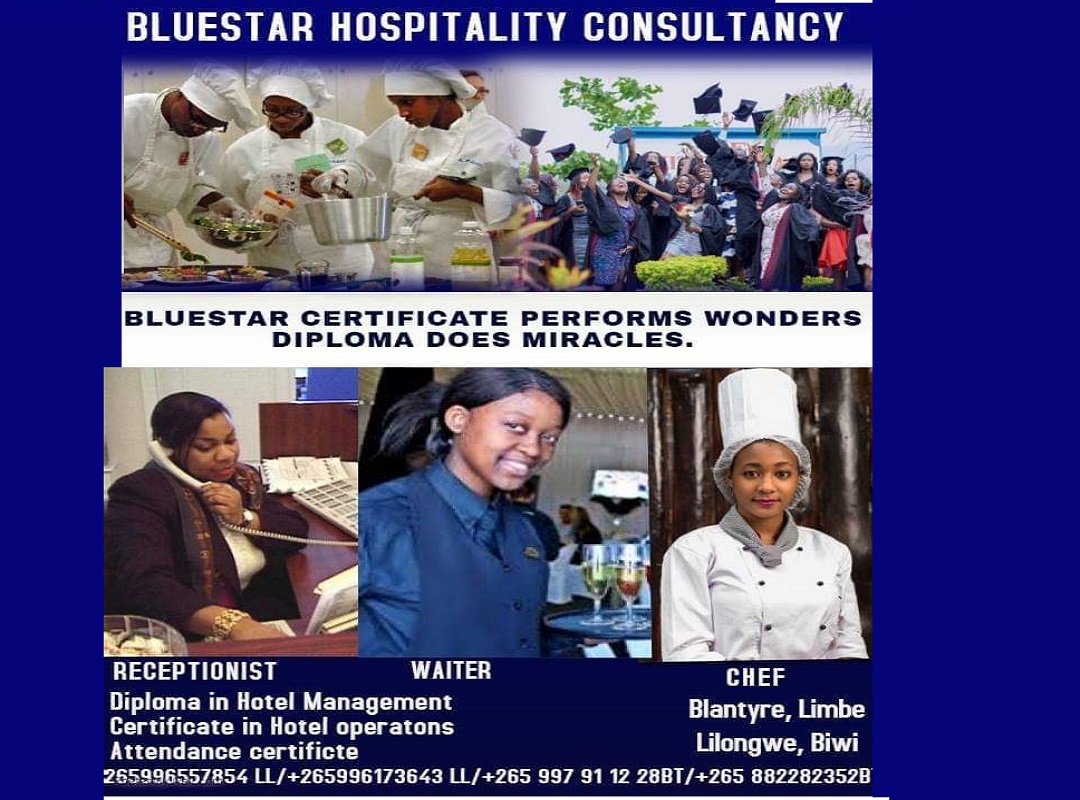 BLUESTAR HOSPITALITY CONSULTANCY
BLUESTAR CERTIFICATE PERFORMS WONDERS
DIPLOMA DOES MIRACLES.
RECEPTIONIST
WAITER
CHEF
Diploma in Hotel Management
Certificate in Hotel operatons
Attendance certificte
Blantyre, Limbe
Lilongwe, Biwi
265996557854 LL/+265996173643 LL/+265 997 91 12 28BT/+265 882282352B